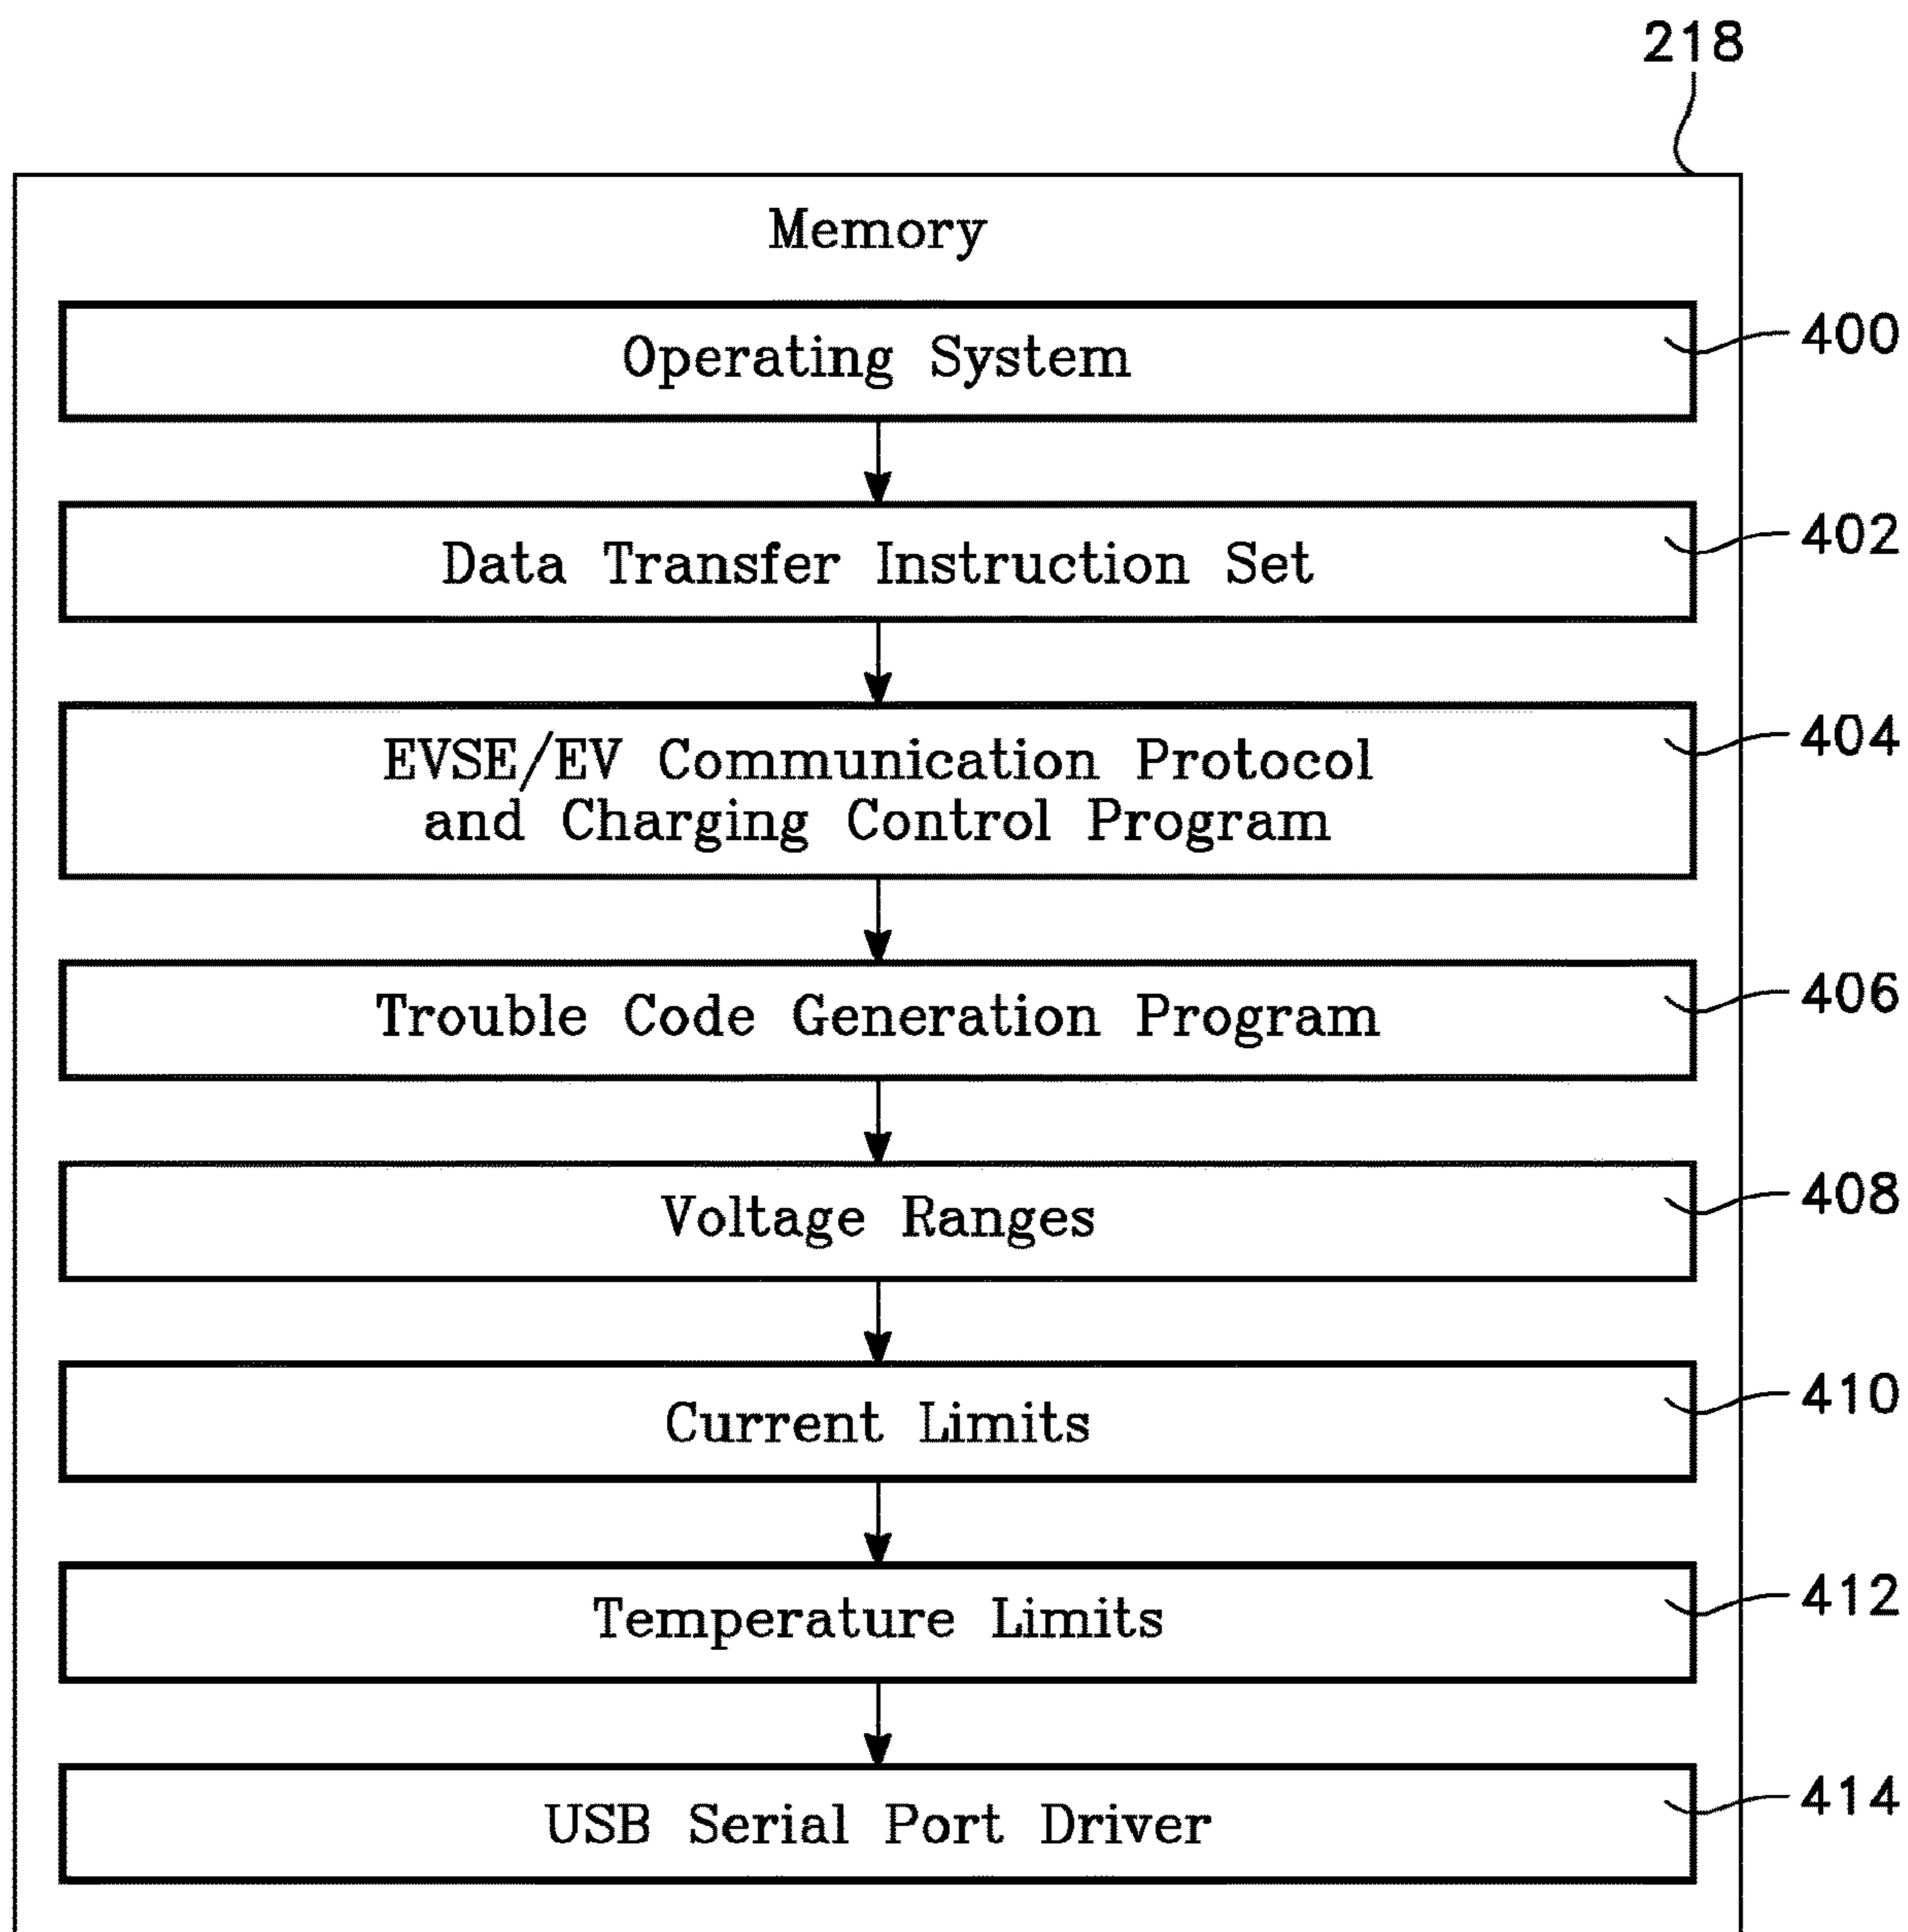 218
Memory
Operating System
400
Data Transfer Instruction Set
402
EVSE/EV Communication Protocol
and Charging Control Program
404
Trouble Code Generation Program
406
Voltage Ranges
408
Current Limits
410
Temperature Limits
412
USB Serial Port Driver
414